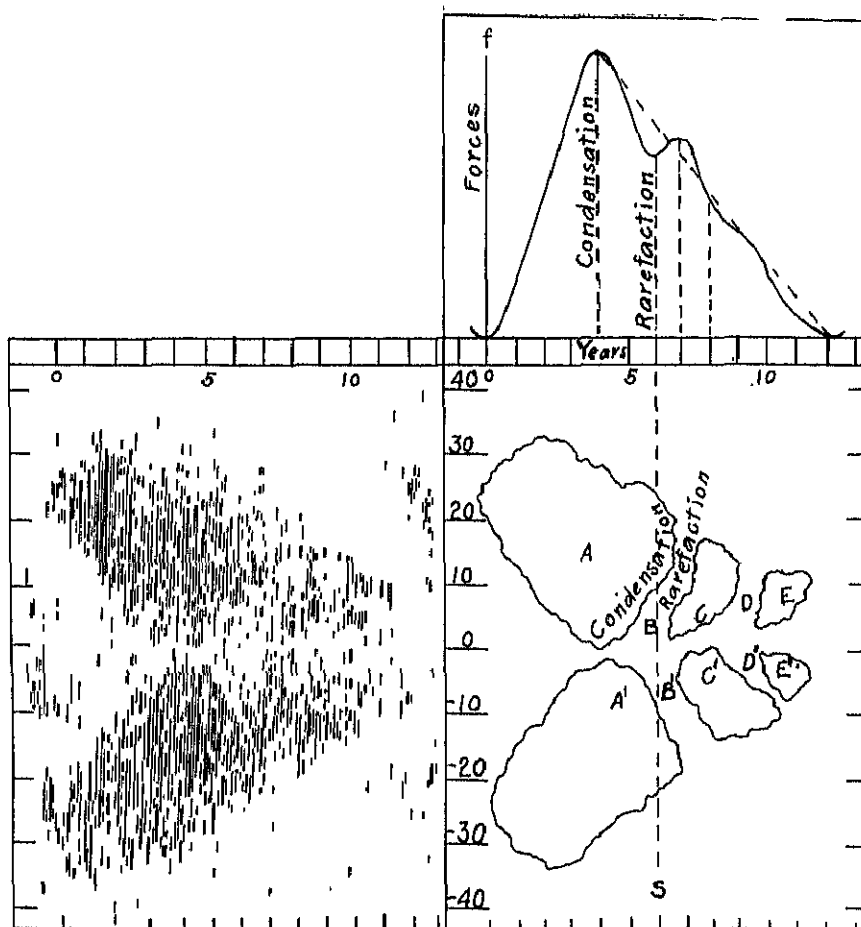 f
Forces
Condensation
Rarefaction
Years
0 5 10
0 5 .10
40
30
20
10
0
-10
-20
-30
-40
A
Condensation
Rarefaction
B
C
D
E
A'
B'
C'
D'
E'
S